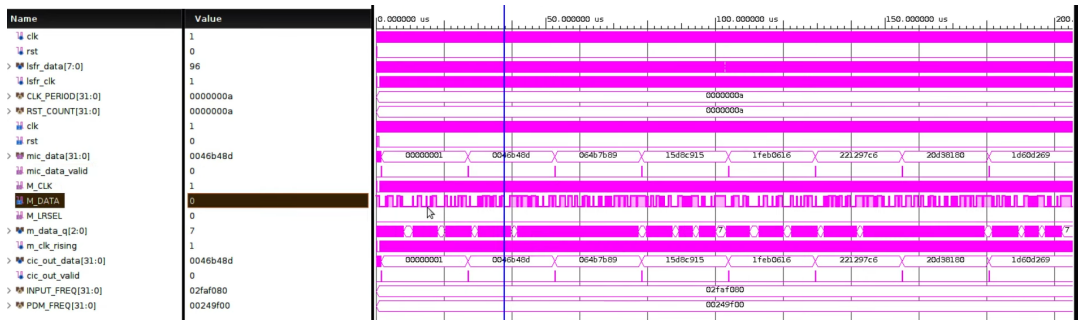 Name Value 0.000000 us 50.000000 us 100.000000 us 150.000000 us 200.
clk 1
rst 0
lsfr_data[7:0] 96
lsfr_clk 1
CLK_PERIOD[31:0] 0000000a 0000000a
RST_COUNT[31:0] 0000000a 0000000a
clk 1
rst 0
mic_data[31:0] 0046b48d 00000001 0046b48d 064b7b89 15d8c915 1feb0616 221297c6 20d38180 1d60d269
mic_data_valid 0
M_CLK 1
M_DATA 0
M_LRSEL 0
m_data_q[2:0] 7 7 7
m_clk_rising 1
cic_out_data[31:0] 0046b48d 00000001 0046b48d 064b7b89 15d8c915 1feb0616 221297c6 20d38180 1d60d269
cic_out_valid 0
INPUT_FREQ[31:0] 02faf080 02faf080
PDM_FREQ[31:0] 00249f00 00249f00